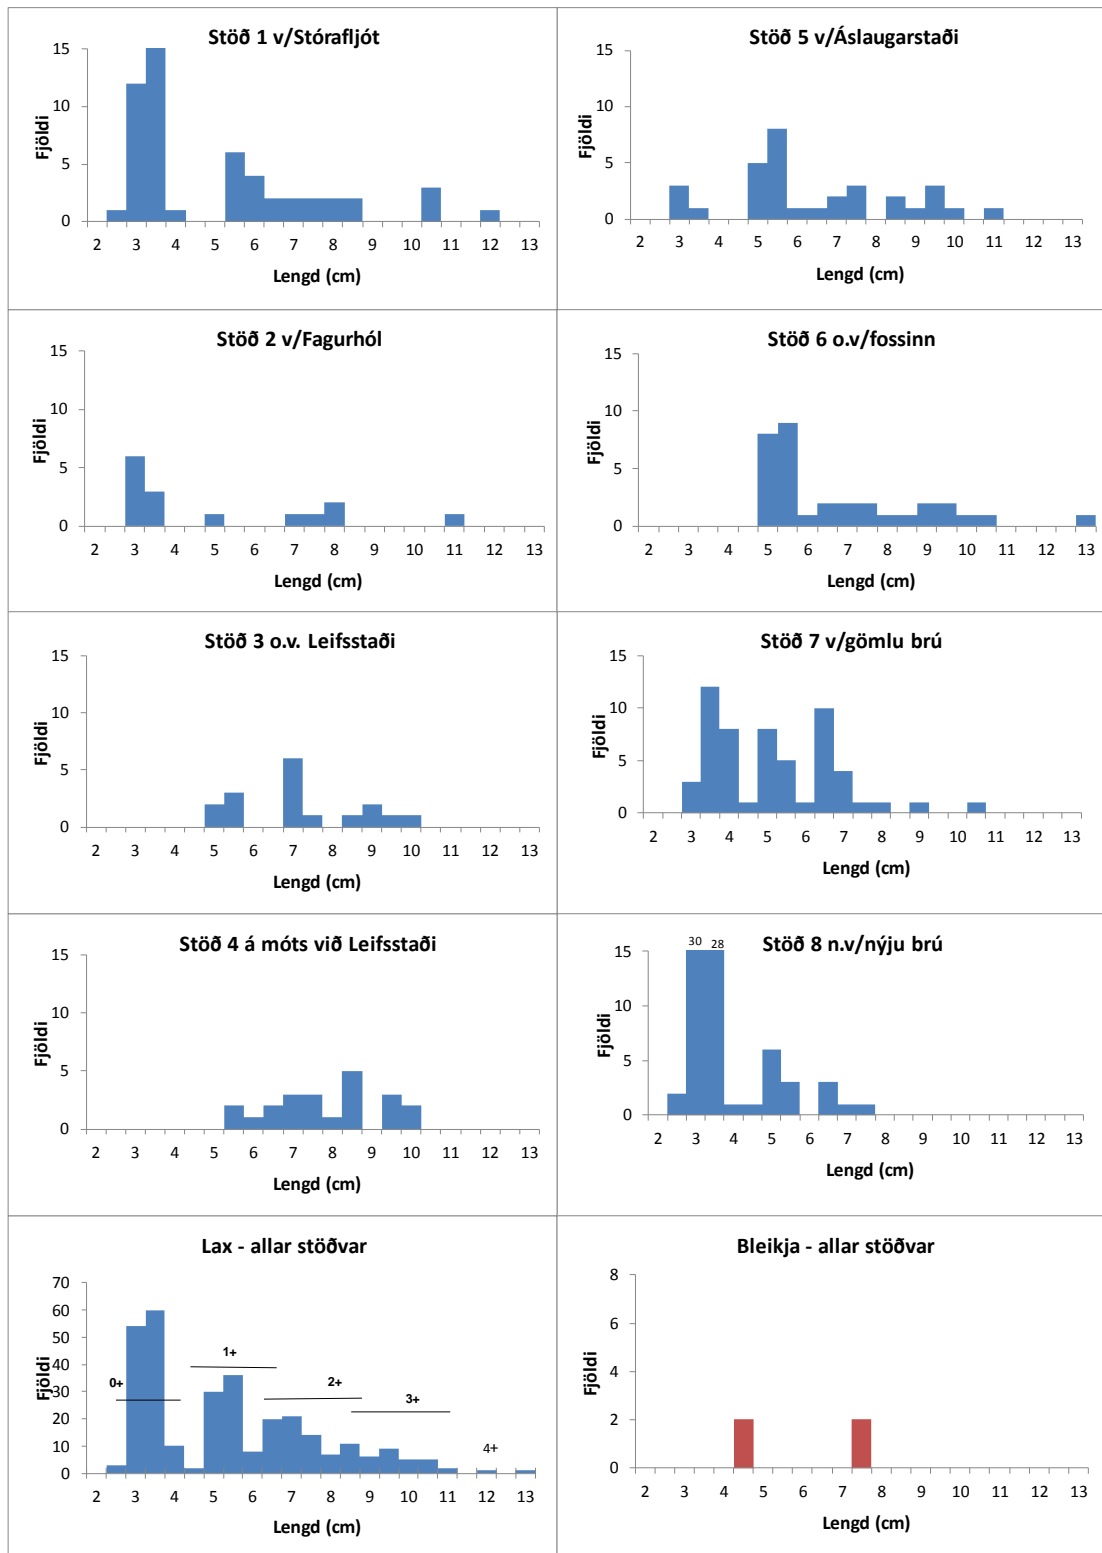 Stöð 1 v/Stórafljót
15
10
5
0
Fjöldi
2 3 4 5 6 7 8 9 10 11 12 13
Lengd (cm)
Stöð 5 v/Áslaugarstaði
15
10
5
0
Fjöldi
2 3 4 5 6 7 8 9 10 11 12 13
Lengd (cm)
Stöð 2 v/Fagurhól
15
10
5
0
Fjöldi
2 3 4 5 6 7 8 9 10 11 12 13
Lengd (cm)
Stöð 6 o.v/fossinn
15
10
5
0
Fjöldi
2 3 4 5 6 7 8 9 10 11 12 13
Lengd (cm)
Stöð 3 o.v. Leifsstaði
15
10
5
0
Fjöldi
2 3 4 5 6 7 8 9 10 11 12 13
Lengd (cm)
Stöð 7 v/gömlu brú
15
10
5
0
Fjöldi
2 3 4 5 6 7 8 9 10 11 12 13
Lengd (cm)
Stöð 4 á móts við Leifsstaði
15
10
5
0
Fjöldi
2 3 4 5 6 7 8 9 10 11 12 13
Lengd (cm)
Stöð 8 n.v/nýju brú
30 28
15
10
5
0
Fjöldi
2 3 4 5 6 7 8 9 10 11 12 13
Lengd (cm)
Lax - allar stöðvar
70
60
50
40
30
20
10
0
Fjöldi
0+ 1+ 2+ 3+ 4+
2 3 4 5 6 7 8 9 10 11 12 13
Lengd (cm)
Bleikja - allar stöðvar
8
6
4
2
0
Fjöldi
2 3 4 5 6 7 8 9 10 11 12 13
Lengd (cm)